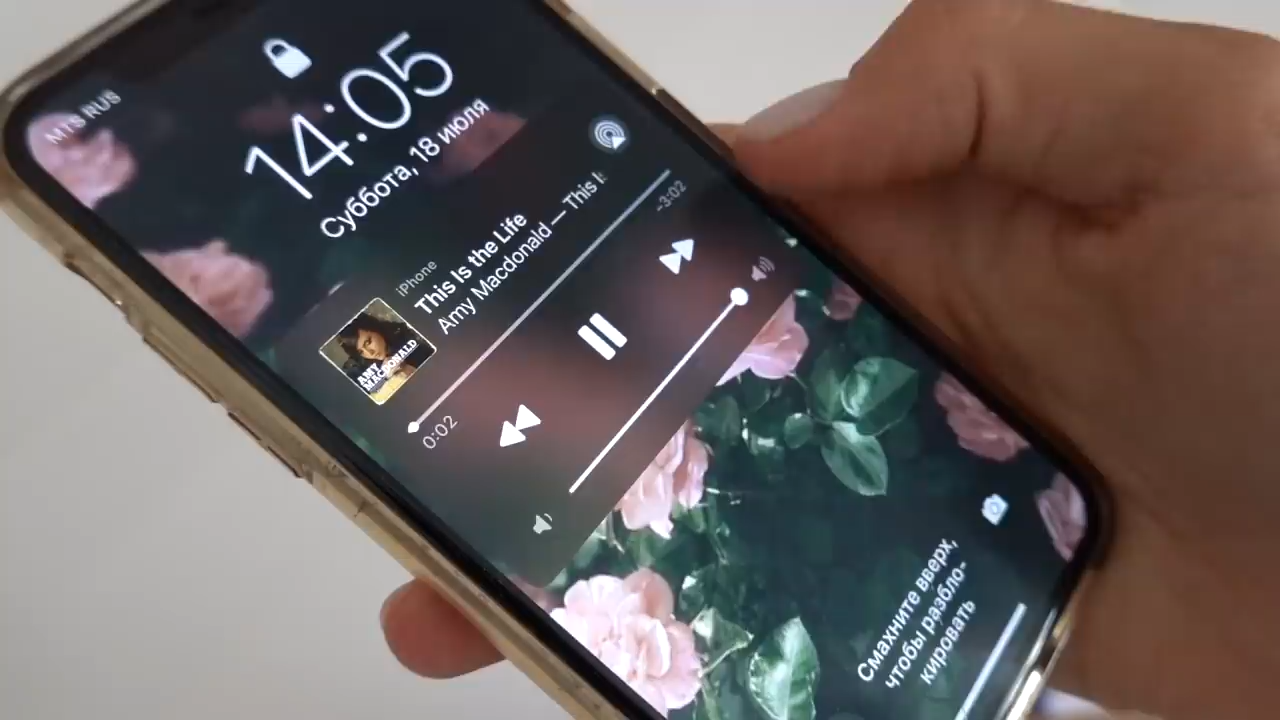 MTS RUS
14:05
Суббота, 18 июля
iPhone
This Is the Life
Amy Macdonald — This Is
AMY
MACDONALD
0:02
-3:02
Смахните вверх,
чтобы разбло-
кировать